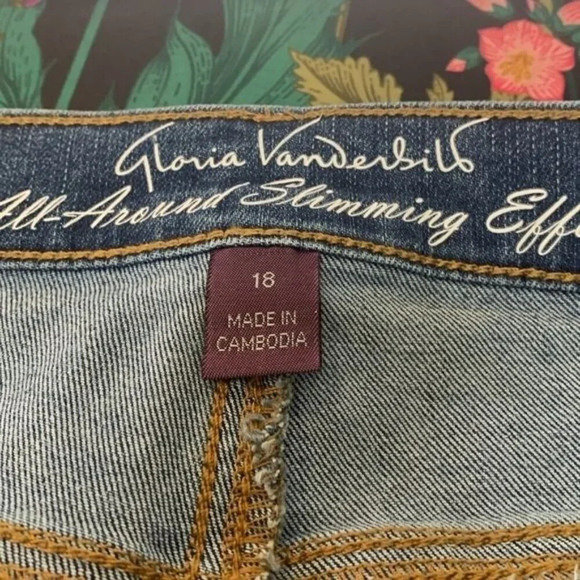 Gloria Vanderbilt
All-Around Slimming
18
MADE IN
CAMBODIA